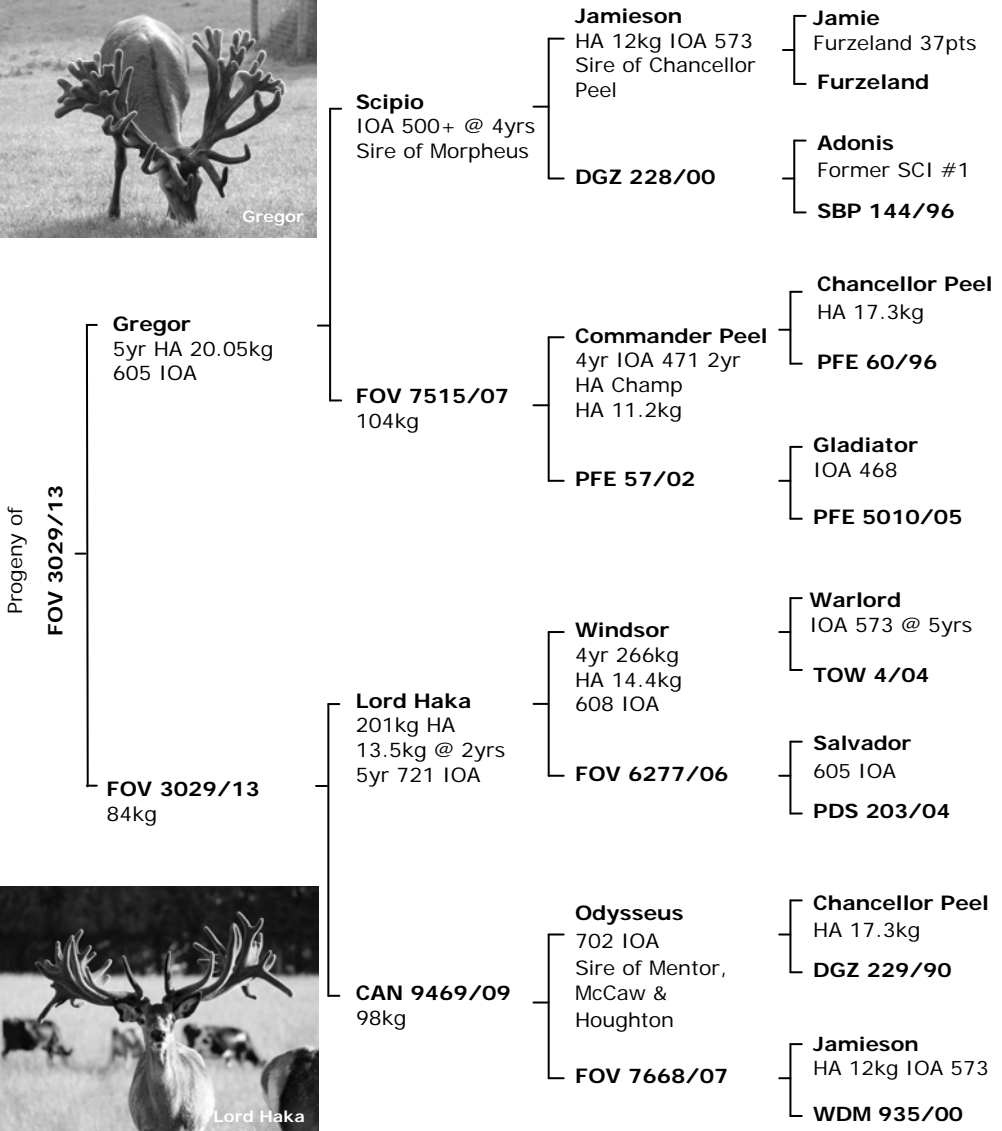 Gregor
Progeny of
FOV 3029/13
Gregor
5yr HA 20.05kg
605 IOA
FOV 3029/13
84kg
Scipio
IOA 500+ @ 4yrs
Sire of Morpheus
FOV 7515/07
104kg
Lord Haka
201kg HA
13.5kg @ 2yrs
5yr 721 IOA
CAN 9469/09
98kg
Jamieson
HA 12kg IOA 573
Sire of Chancellor
Peel
DGZ 228/00
Commander Peel
4yr IOA 471 2yr
HA Champ
HA 11.2kg
PFE 57/02
Windsor
4yr 266kg
HA 14.4kg
608 IOA
FOV 6277/06
Odysseus
702 IOA
Sire of Mentor,
McCaw &
Houghton
FOV 7668/07
Jamie
Furzeland 37pts
Furzeland
Adonis
Former SCI #1
SBP 144/96
Chancellor Peel
HA 17.3kg
PFE 60/96
Gladiator
IOA 468
PFE 5010/05
Warlord
IOA 573 @ 5yrs
TOW 4/04
Salvador
605 IOA
PDS 203/04
Chancellor Peel
HA 17.3kg
DGZ 229/90
Jamieson
HA 12kg IOA 573
WDM 935/00
Lord Haka